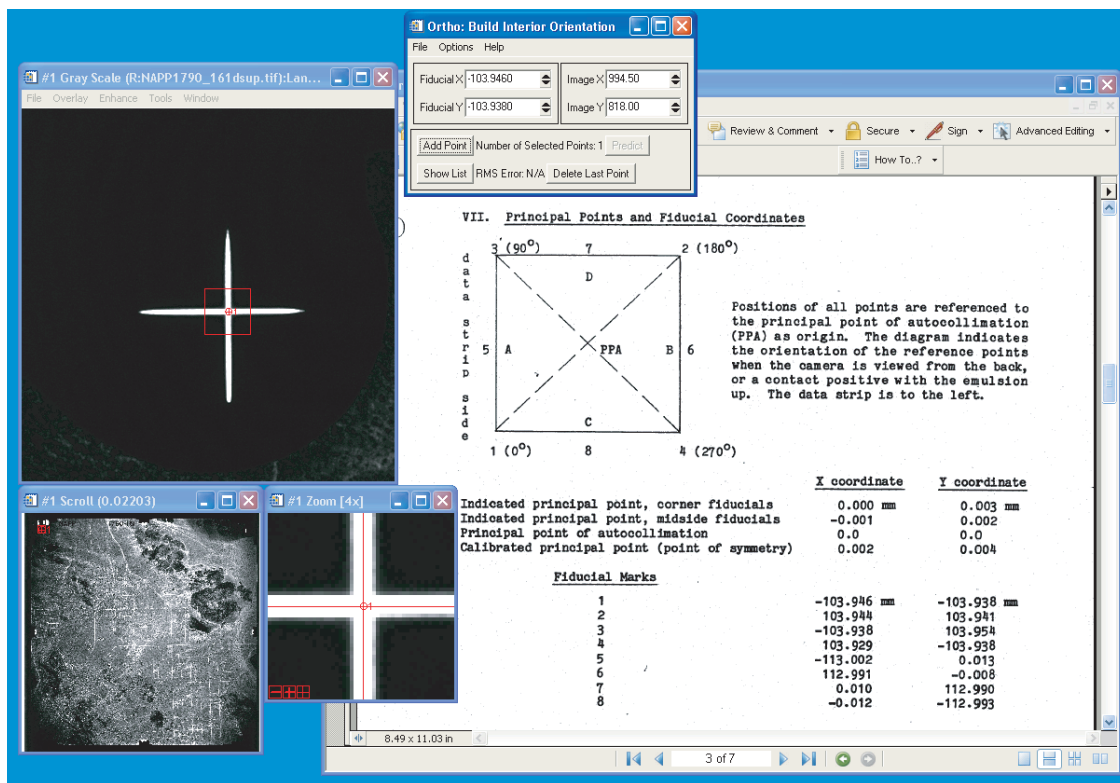 Ortho: Build Interior Orientation
File Options Help
Fiducial X -103.9460
Image X 994.50
Fiducial Y -103.9380
Image Y 818.00
Add Point Number of Selected Points: 1 Predict
Show List RMS Error: N/A Delete Last Point
#1 Gray Scale (R:NAPP1790_161dsup.tif):Lan...
File Overlay Enhance Tools Window
1
Review & Comment Secure Sign Advanced Editing
How To..?
VII. Principal Points and Fiducial Coordinates
3 (90°) 7 2 (180°)
data strip side
D
5 A PPA B 6
C
1 (0°) 8 4 (270°)
Positions of all points are referenced to
the principal point of autocollimation
(PPA) as origin. The diagram indicates
the orientation of the reference points
when the camera is viewed from the back,
or a contact positive with the emulsion
up. The data strip is to the left.
X coordinate Y coordinate
Indicated principal point, corner fiducials 0.000 mm 0.003 mm
Indicated principal point, midside fiducials -0.001 0.002
Principal point of autocollimation 0.0 0.0
Calibrated principal point (point of symmetry) 0.002 0.004
Fiducial Marks
1 -103.946 mm -103.938 mm
2 103.944 103.941
3 -103.938 103.954
4 103.929 -103.938
5 -113.002 0.013
6 112.991 -0.008
7 0.010 112.990
8 -0.012 -112.993
#1 Scroll (0.02203)
#1 Zoom [4x]
1
8.49 x 11.03 in
3 of 7